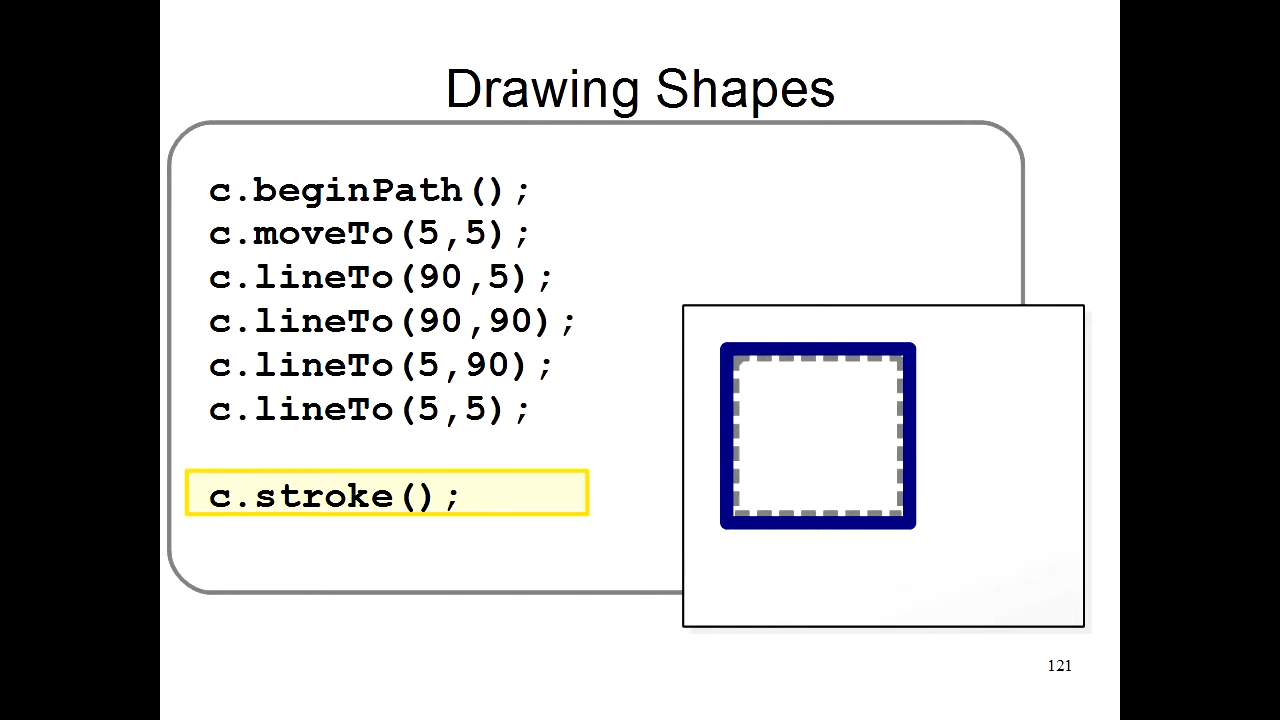 Drawing Shapes
c.beginPath();
c.moveTo(5,5);
c.lineTo(90,5);
c.lineTo(90,90);
c.lineTo(5,90);
c.lineTo(5,5);
c.stroke();
121